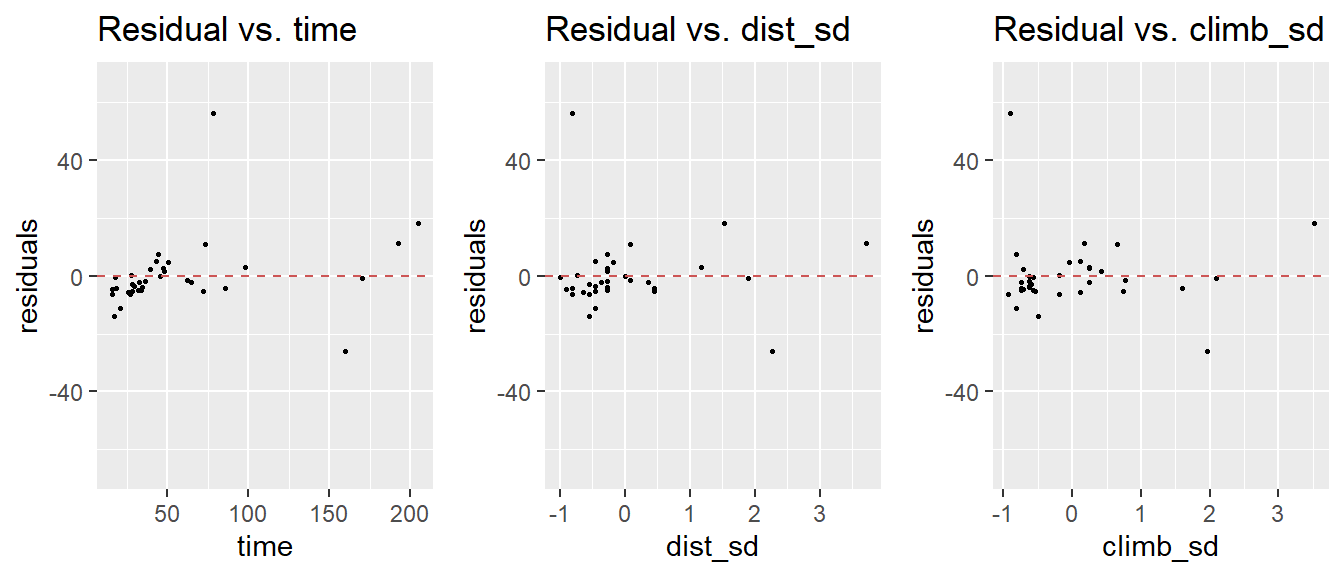 Residual vs. time
residuals
40
0
-40
50
100
150
200
time
Residual vs. dist_sd
residuals
40
0
-40
-1
0
1
2
3
dist_sd
Residual vs. climb_sd
residuals
40
0
-40
-1
0
1
2
3
climb_sd